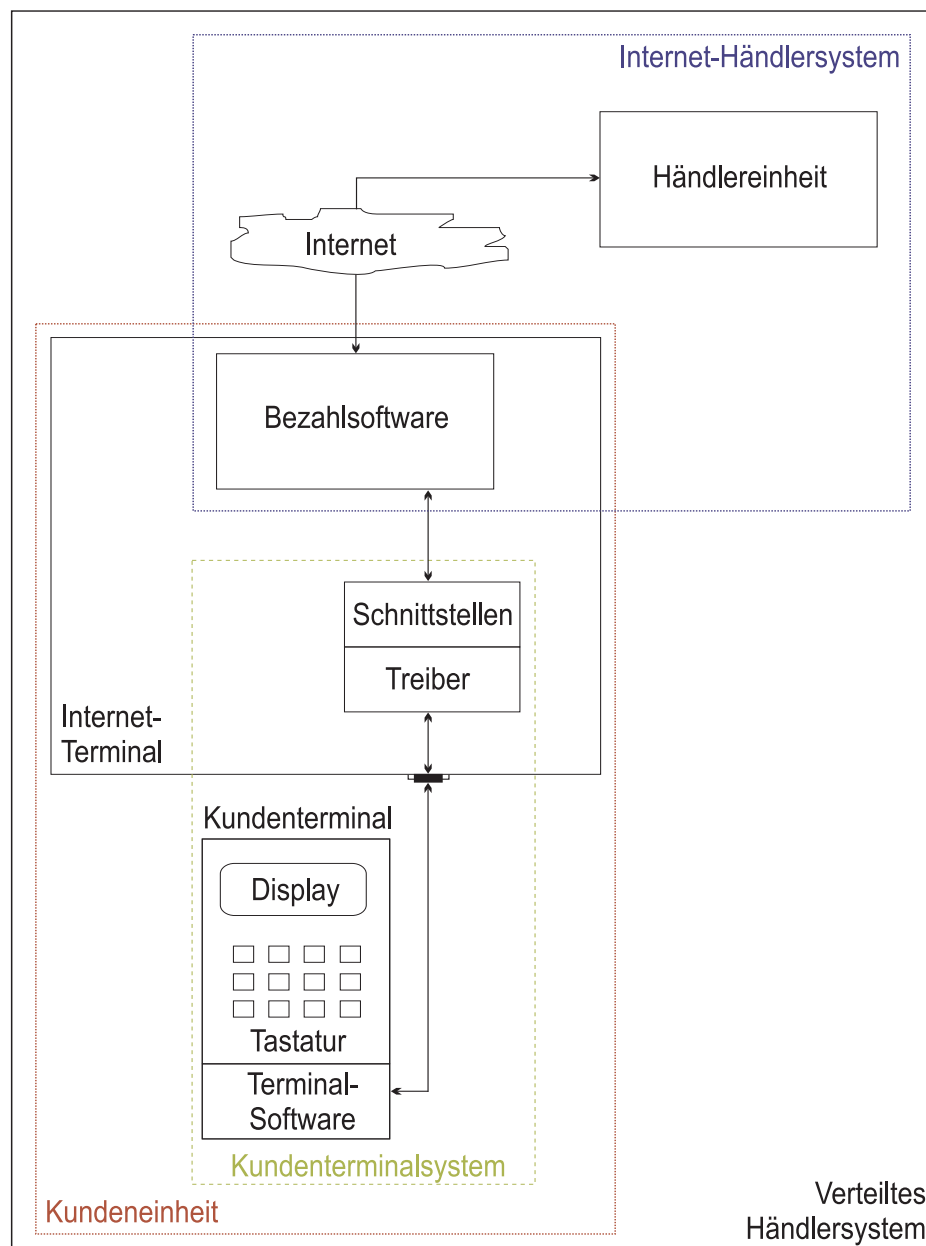 Internet-Händlersystem
Händlereinheit
Internet
Bezahlsoftware
Schnittstellen
Treiber
Internet-
Terminal
Kundenterminal
Display
Tastatur
Terminal-
Software
Kundenterminalsystem
Kundeneinheit
Verteiltes
Händlersystem